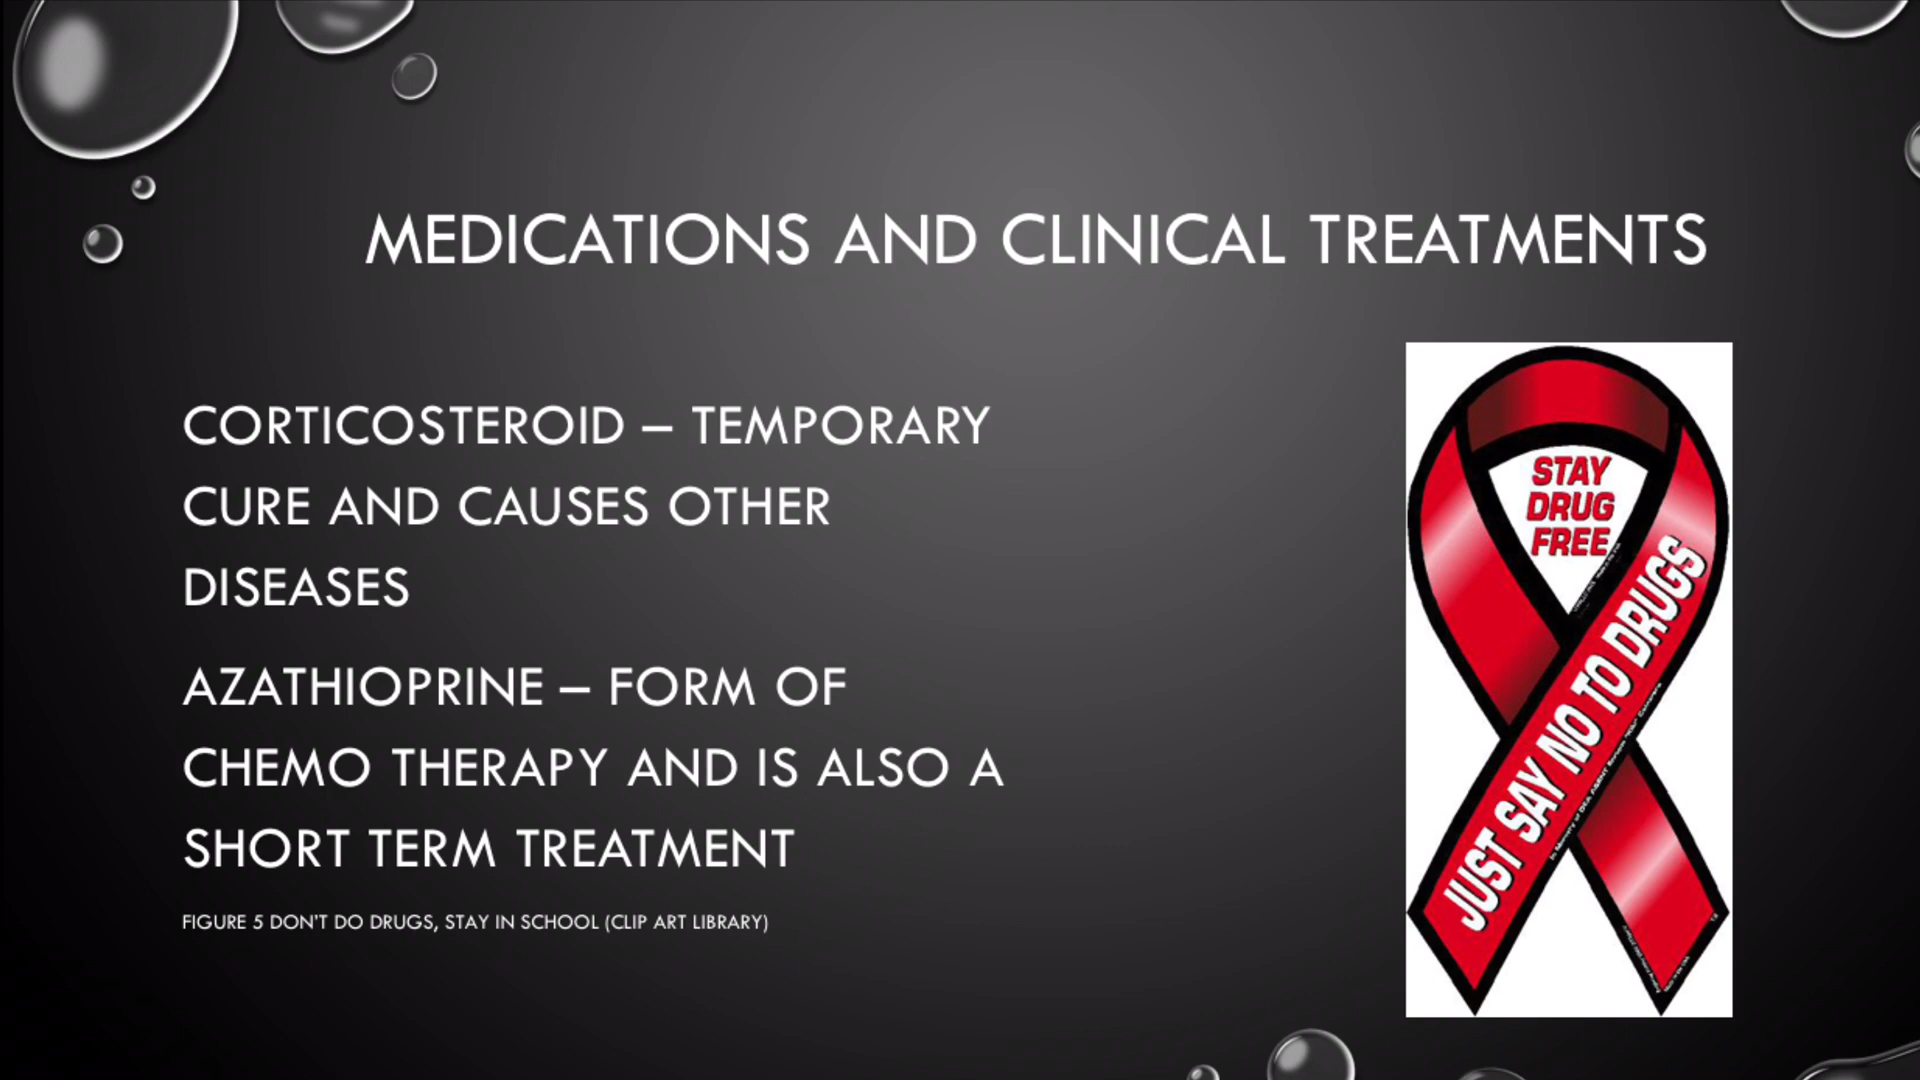 MEDICATIONS AND CLINICAL TREATMENTS
CORTICOSTEROID – TEMPORARY
CURE AND CAUSES OTHER
DISEASES
AZATHIOPRINE – FORM OF
CHEMO THERAPY AND IS ALSO A
SHORT TERM TREATMENT
FIGURE 5 DON'T DO DRUGS, STAY IN SCHOOL (CLIP ART LIBRARY)
STAY
DRUG
FREE
JUST SAY NO TO DRUGS